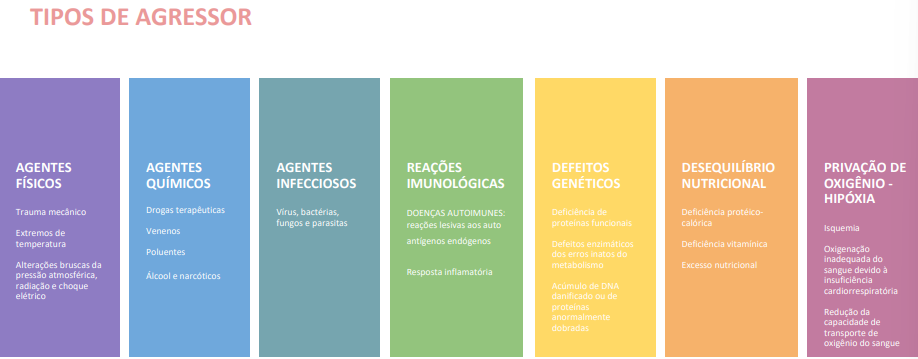 TIPOS DE AGRESSOR
AGENTES
FÍSICOS
Trauma mecânico
Extremos de
temperatura
Alterações bruscas da
pressão atmosférica,
radiação e choque
elétrico
AGENTES
QUÍMICOS
Drogas terapêuticas
Venenos
Poluentes
Álcool e narcóticos
AGENTES
INFECCIOSOS
Vírus, bactérias,
fungos e parasitas
REAÇÕES
IMUNOLÓGICAS
DOENÇAS AUTOIMUNES:
reações lesivas aos auto
antígenos endógenos
Resposta inflamatória
DEFEITOS
GENÉTICOS
Deficiência de
proteínas funcionais
Defeitos enzimáticos
dos erros inatos do
metabolismo
Acúmulo de DNA
danificado ou de
proteínas
anormalmente
dobradas
DESEQUILÍBRIO
NUTRICIONAL
Deficiência protéico-
calórica
Deficiência vitamínica
Excesso nutricional
PRIVAÇÃO DE
OXIGÊNIO -
HIPÓXIA
Isquemia
Oxigenação
inadequada do
sangue devido à
insuficiência
cardiorrespiratória
Redução da
capacidade de
transporte de
oxigênio do sangue